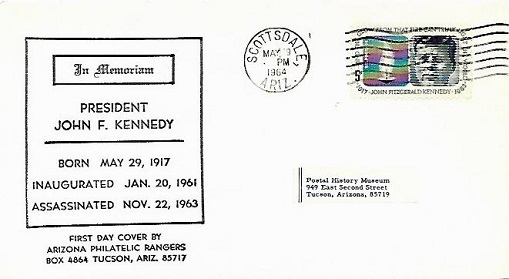 In Memoriam
PRESIDENT
JOHN F. KENNEDY
BORN MAY 29, 1917
INAUGURATED JAN. 20, 1961
ASSASSINATED NOV. 22, 1963
FIRST DAY COVER BY
ARIZONA PHILATELIC RANGERS
BOX 4864 TUCSON, ARIZ. 85717
SCOTTSDALE,
MAY
PM
1964
ARIZ.
5¢
1917·JOHN FITZGERALD KENNEDY·1963
Postal History Museum
949 East Second Street
Tucson, Arizona, 85719